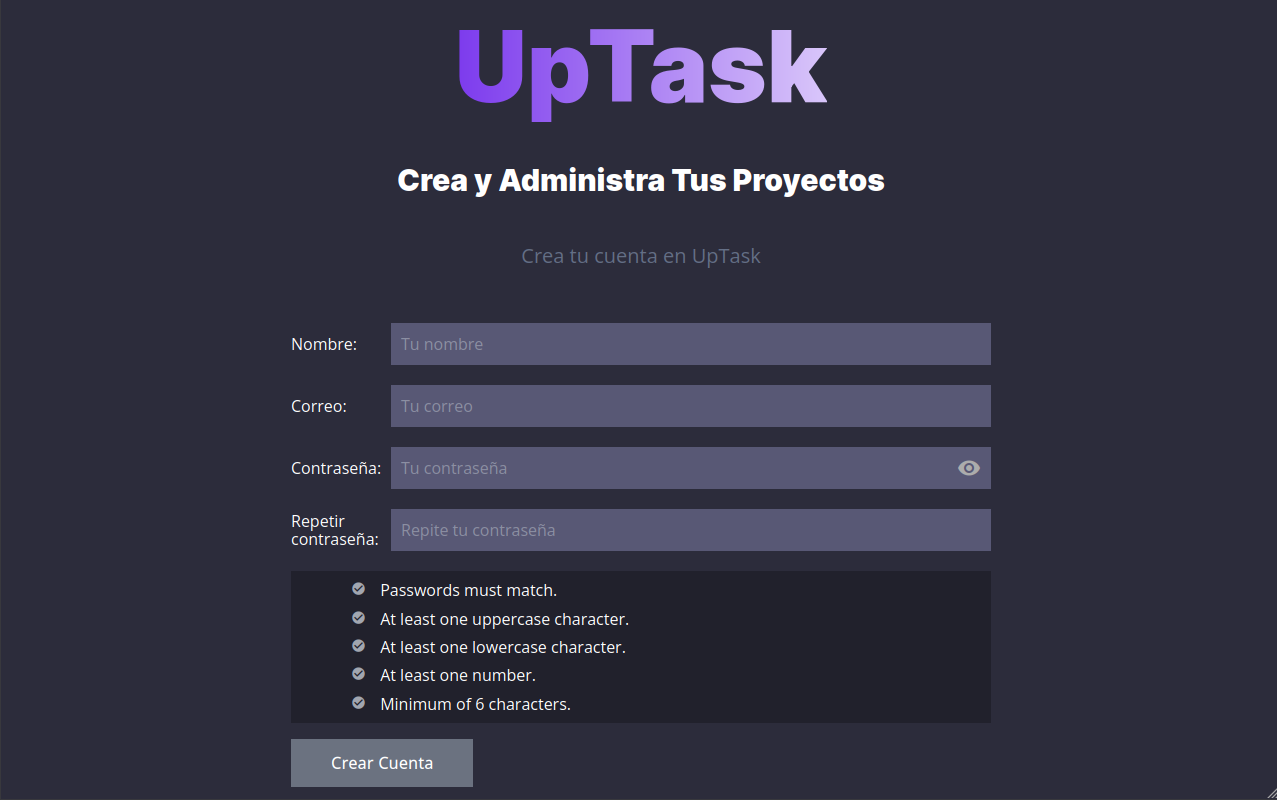 UpTask
Crea y Administra Tus Proyectos
Crea tu cuenta en UpTask
Nombre:
Tu nombre
Correo:
Tu correo
Contraseña:
Tu contraseña
Repetir
contraseña:
Repite tu contraseña
Passwords must match.
At least one uppercase character.
At least one lowercase character.
At least one number.
Minimum of 6 characters.
Crear Cuenta